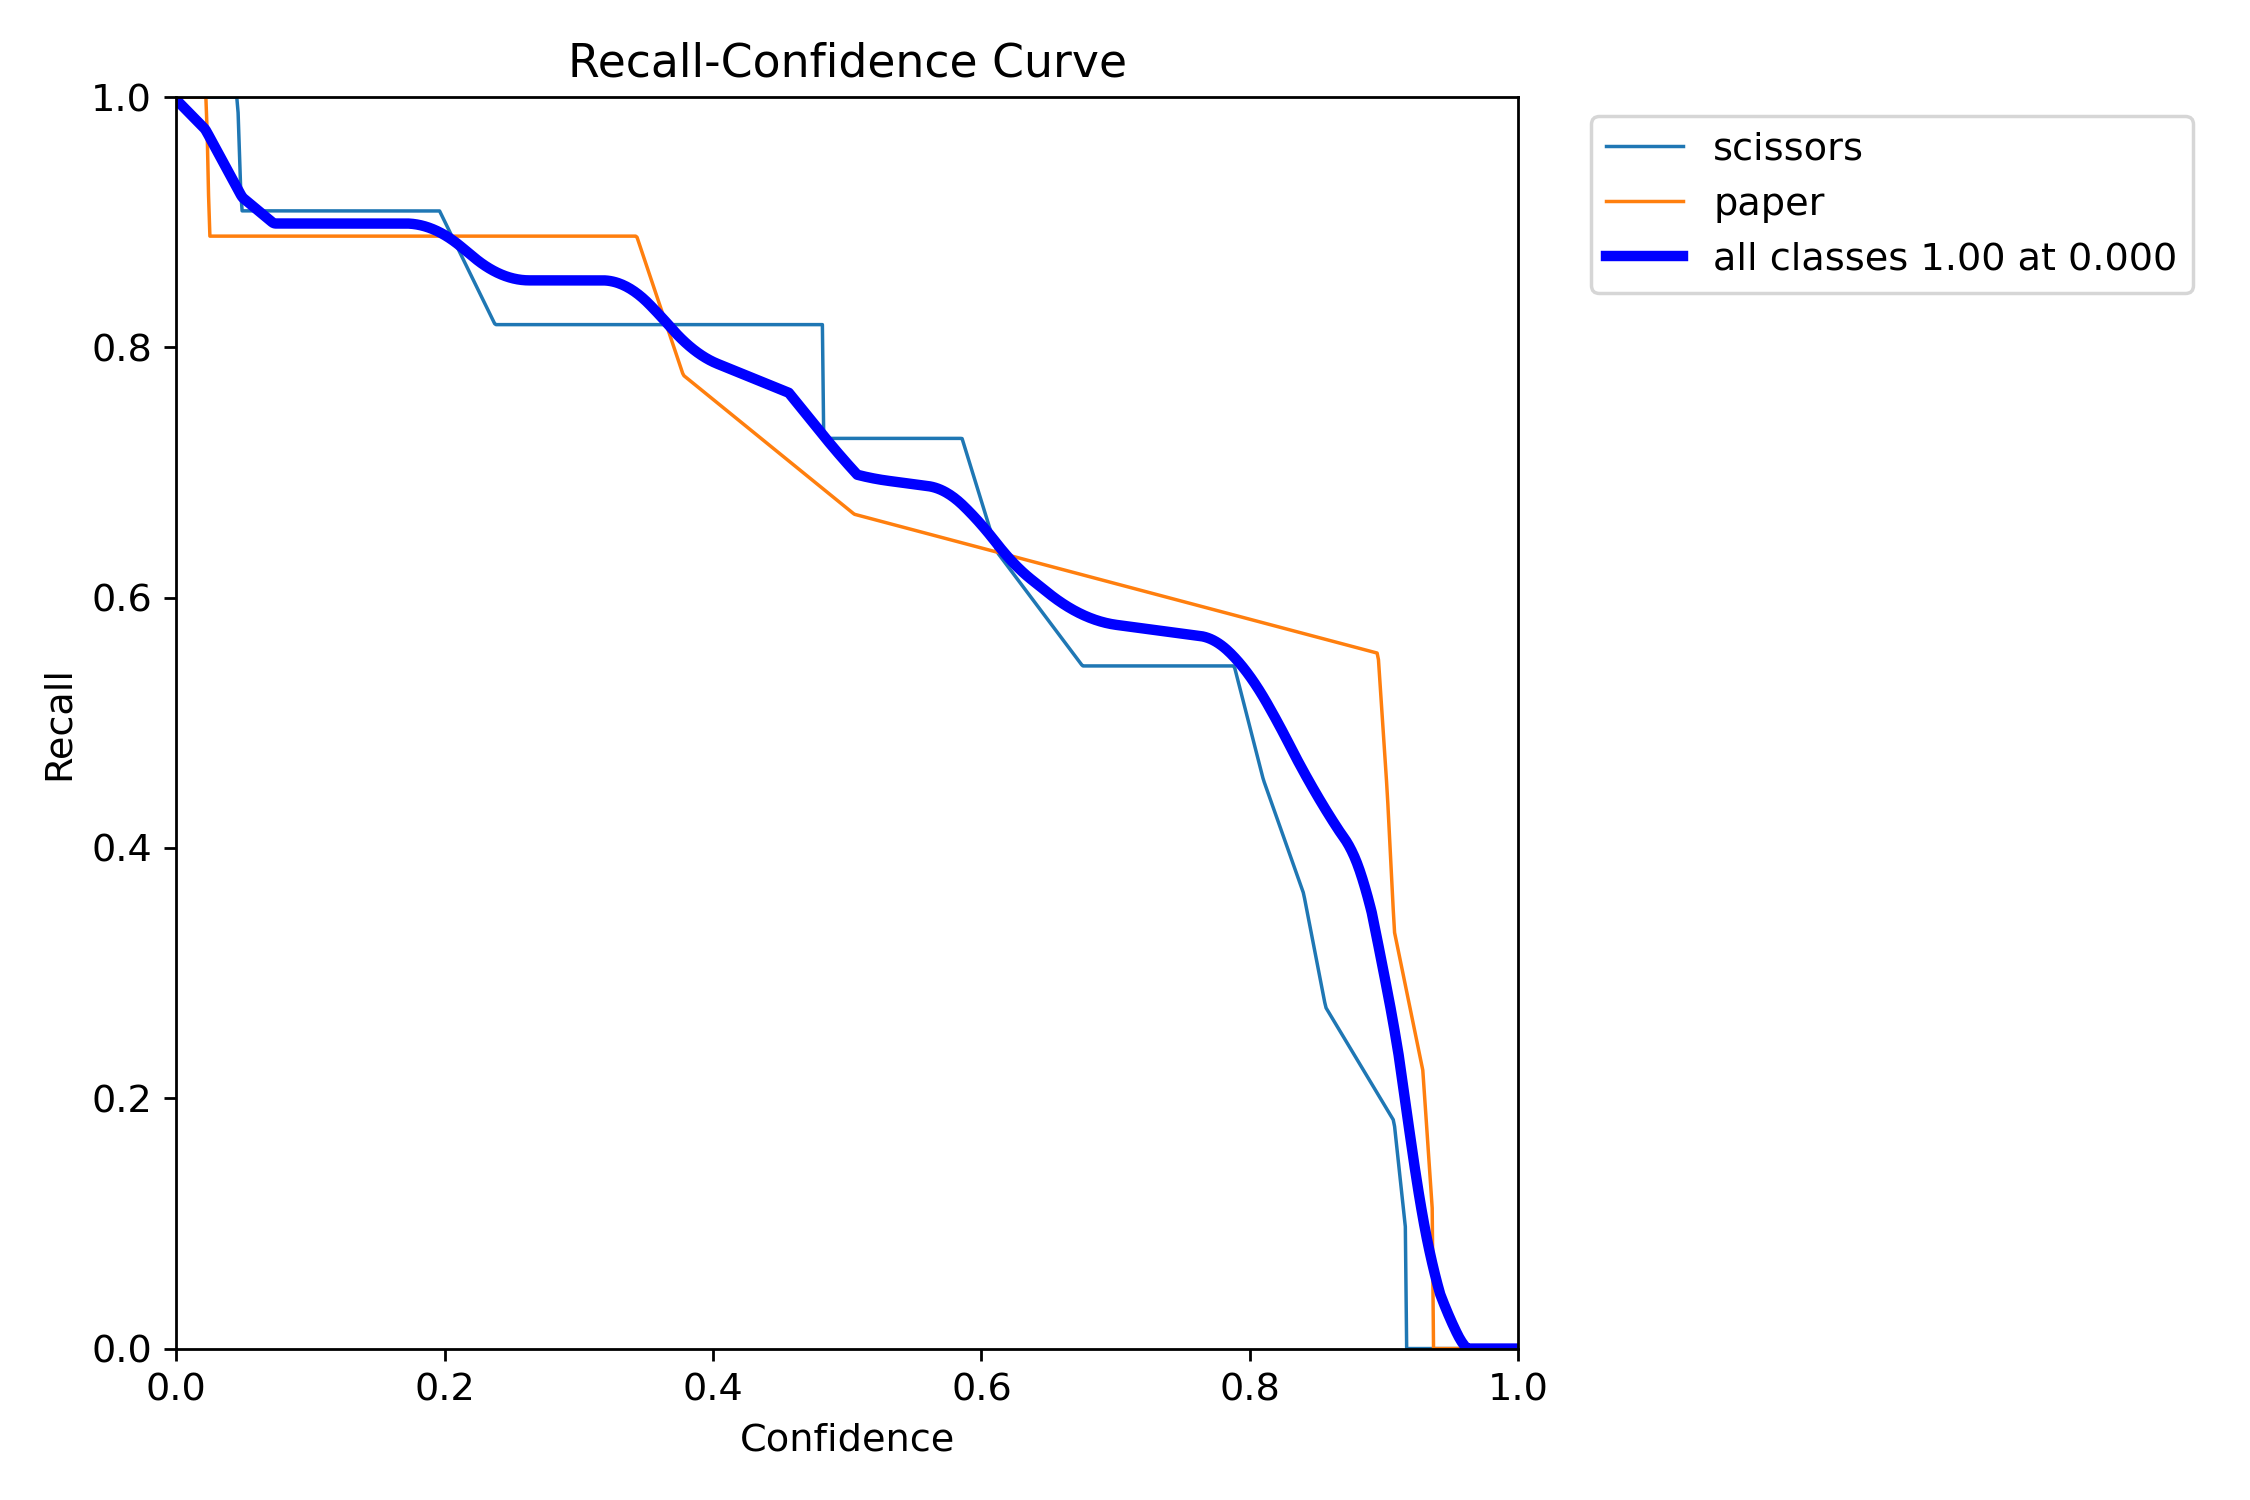 Recall-Confidence Curve
1.0
0.8
0.6
0.4
0.2
0.0
Recall
0.0 0.2 0.4 0.6 0.8 1.0
Confidence
scissors
paper
all classes 1.00 at 0.000